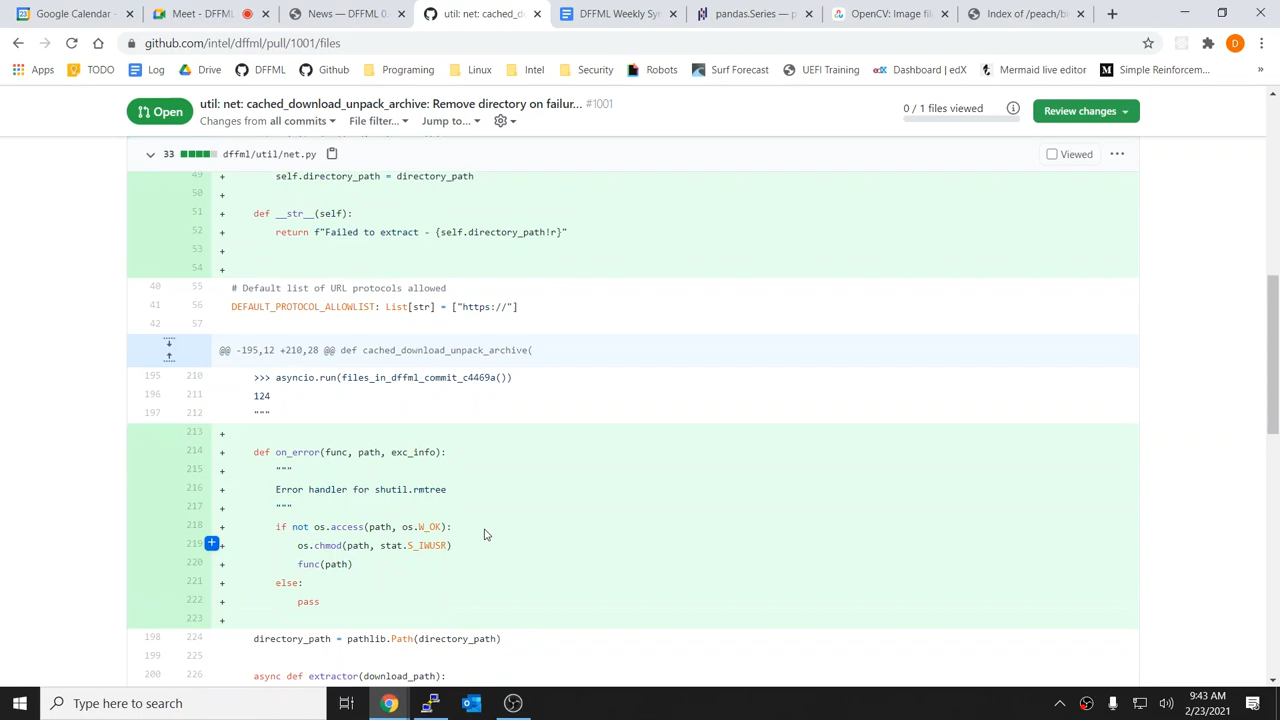 Google Calendar -
Meet - DFFML
News — DFFML 0.
util: net: cached_d
DFFML Weekly Syn
pandas.Series — p
OpenCV: Image file
Index of /peach/bi
github.com/intel/dffml/pull/1001/files
D
Apps
TODO
Log
Drive
DFFML
Github
Programing
Linux
Intel
Security
Robots
Surf Forecast
UEFI Training
Dashboard | edX
Mermaid live editor
Simple Reinforcem...
Open
util: net: cached_download_unpack_archive: Remove directory on failur... #1001
Changes from all commits
File filter...
Jump to...
0 / 1 files viewed
Review changes
33 dffml/util/net.py
Viewed
49 + self.directory_path = directory_path
50 +
51 + def __str__(self):
52 + return f"Failed to extract - {self.directory_path!r}"
53 +
54 +
40 55 # Default list of URL protocols allowed
41 56 DEFAULT_PROTOCOL_ALLOWLIST: List[str] = ["https://"]
42 57
@@ -195,12 +210,28 @@ def cached_download_unpack_archive(
195 210 >>> asyncio.run(files_in_dffml_commit_c4469a())
196 211 124
197 212 """
213 +
214 + def on_error(func, path, exc_info):
215 + """
216 + Error handler for shutil.rmtree
217 + """
218 + if not os.access(path, os.W_OK):
219 + os.chmod(path, stat.S_IWUSR)
220 + func(path)
221 + else:
222 + pass
223 +
198 224 directory_path = pathlib.Path(directory_path)
199 225
200 226 async def extractor(download_path):
Type here to search
9:43 AM
2/23/2021